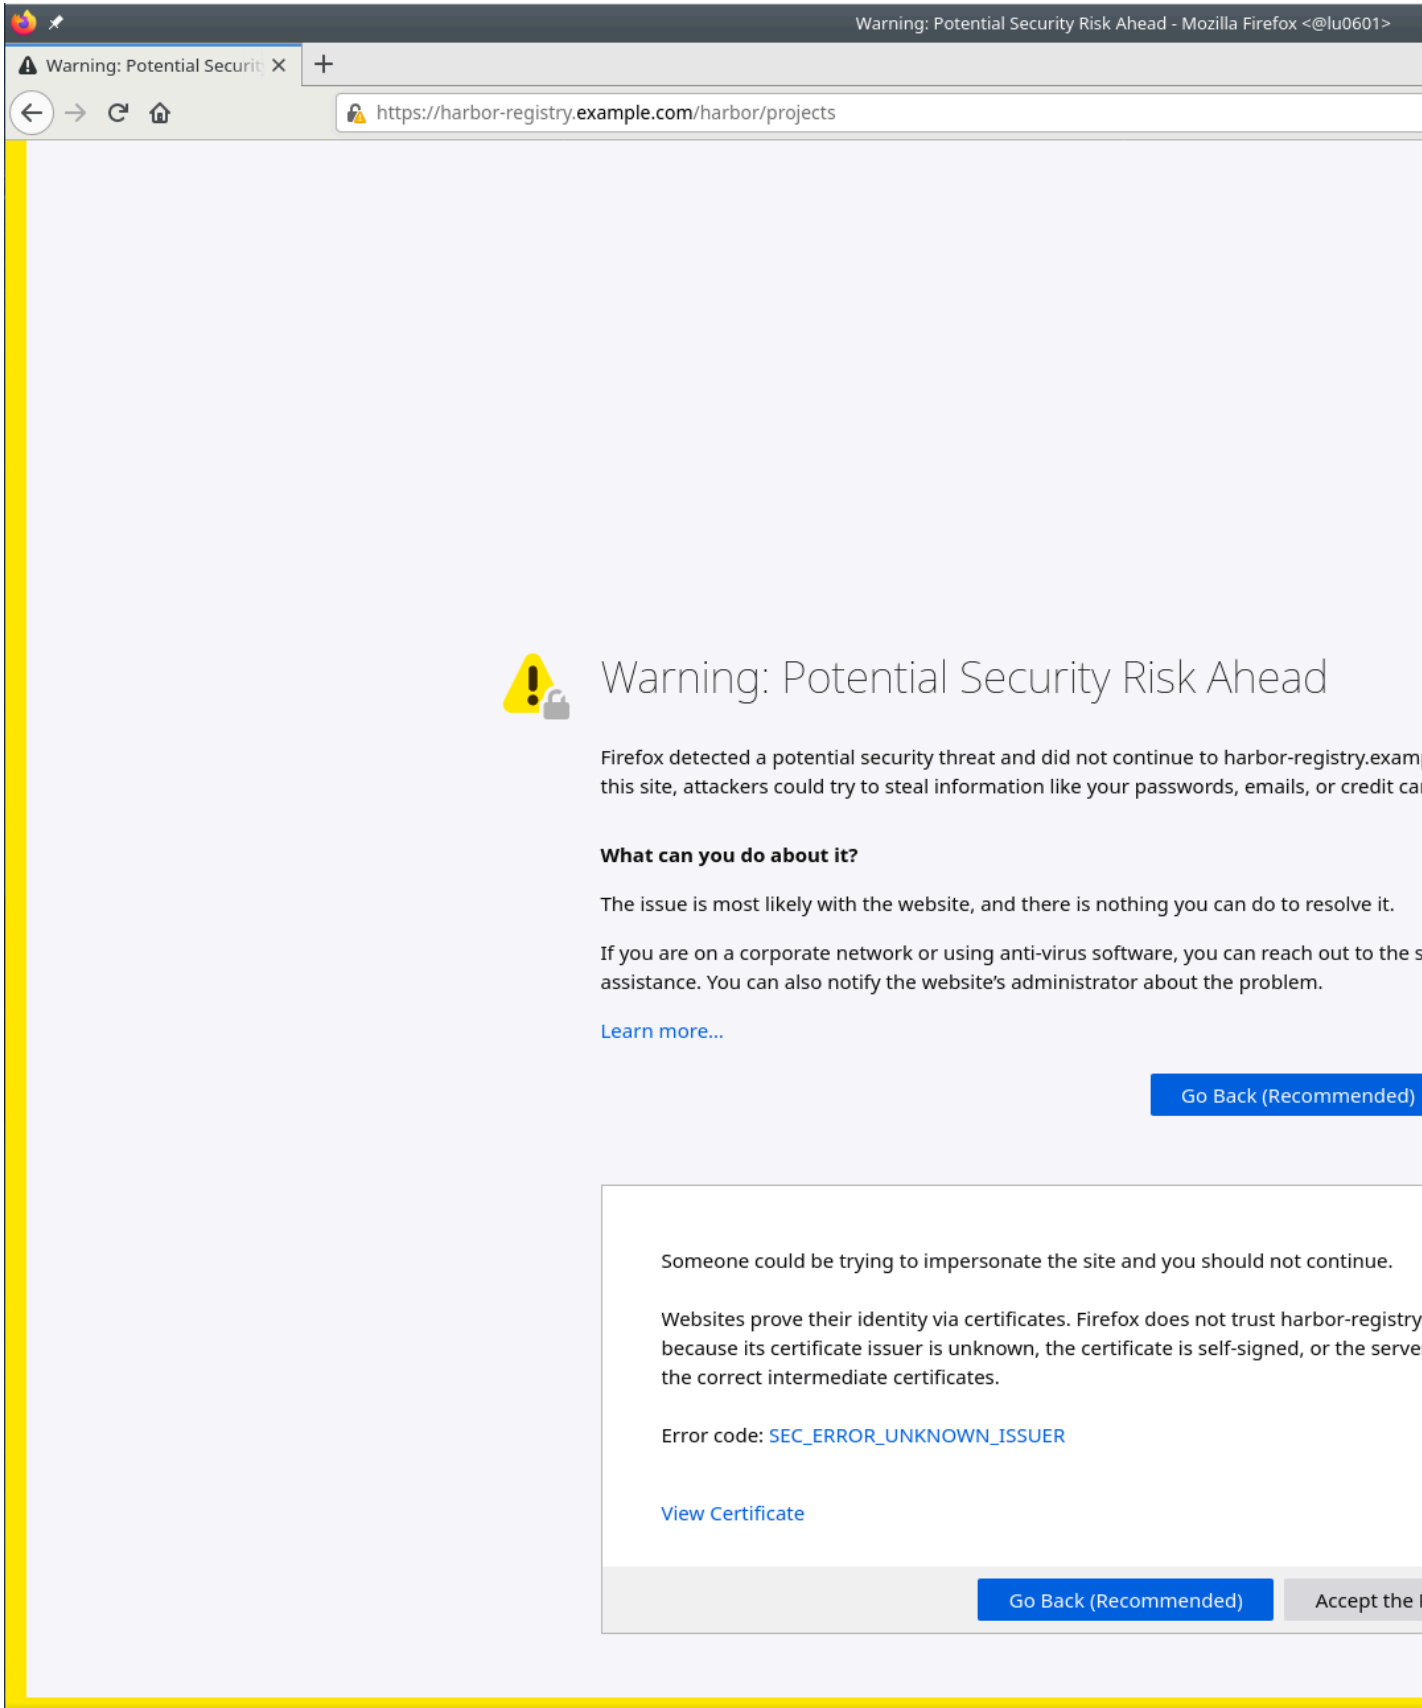 Warning: Potential Security Risk Ahead - Mozilla Firefox <@lu0601>
Warning: Potential Securit
https://harbor-registry.example.com/harbor/projects
Warning: Potential Security Risk Ahead
Firefox detected a potential security threat and did not continue to harbor-registry.exam
this site, attackers could try to steal information like your passwords, emails, or credit ca
What can you do about it?
The issue is most likely with the website, and there is nothing you can do to resolve it.
If you are on a corporate network or using anti-virus software, you can reach out to the s
assistance. You can also notify the website’s administrator about the problem.
Learn more…
Go Back (Recommended)
Someone could be trying to impersonate the site and you should not continue.
Websites prove their identity via certificates. Firefox does not trust harbor-registry
because its certificate issuer is unknown, the certificate is self-signed, or the serve
the correct intermediate certificates.
Error code: SEC_ERROR_UNKNOWN_ISSUER
View Certificate
Go Back (Recommended)
Accept the